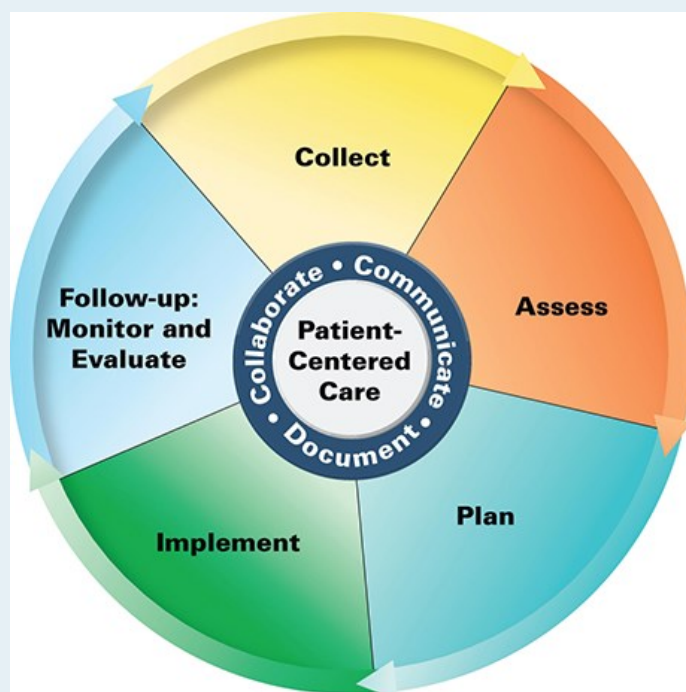 Collect
Assess
Plan
Implement
Follow-up:
Monitor and
Evaluate
Collaborate • Communicate • Document •
Patient-
Centered
Care